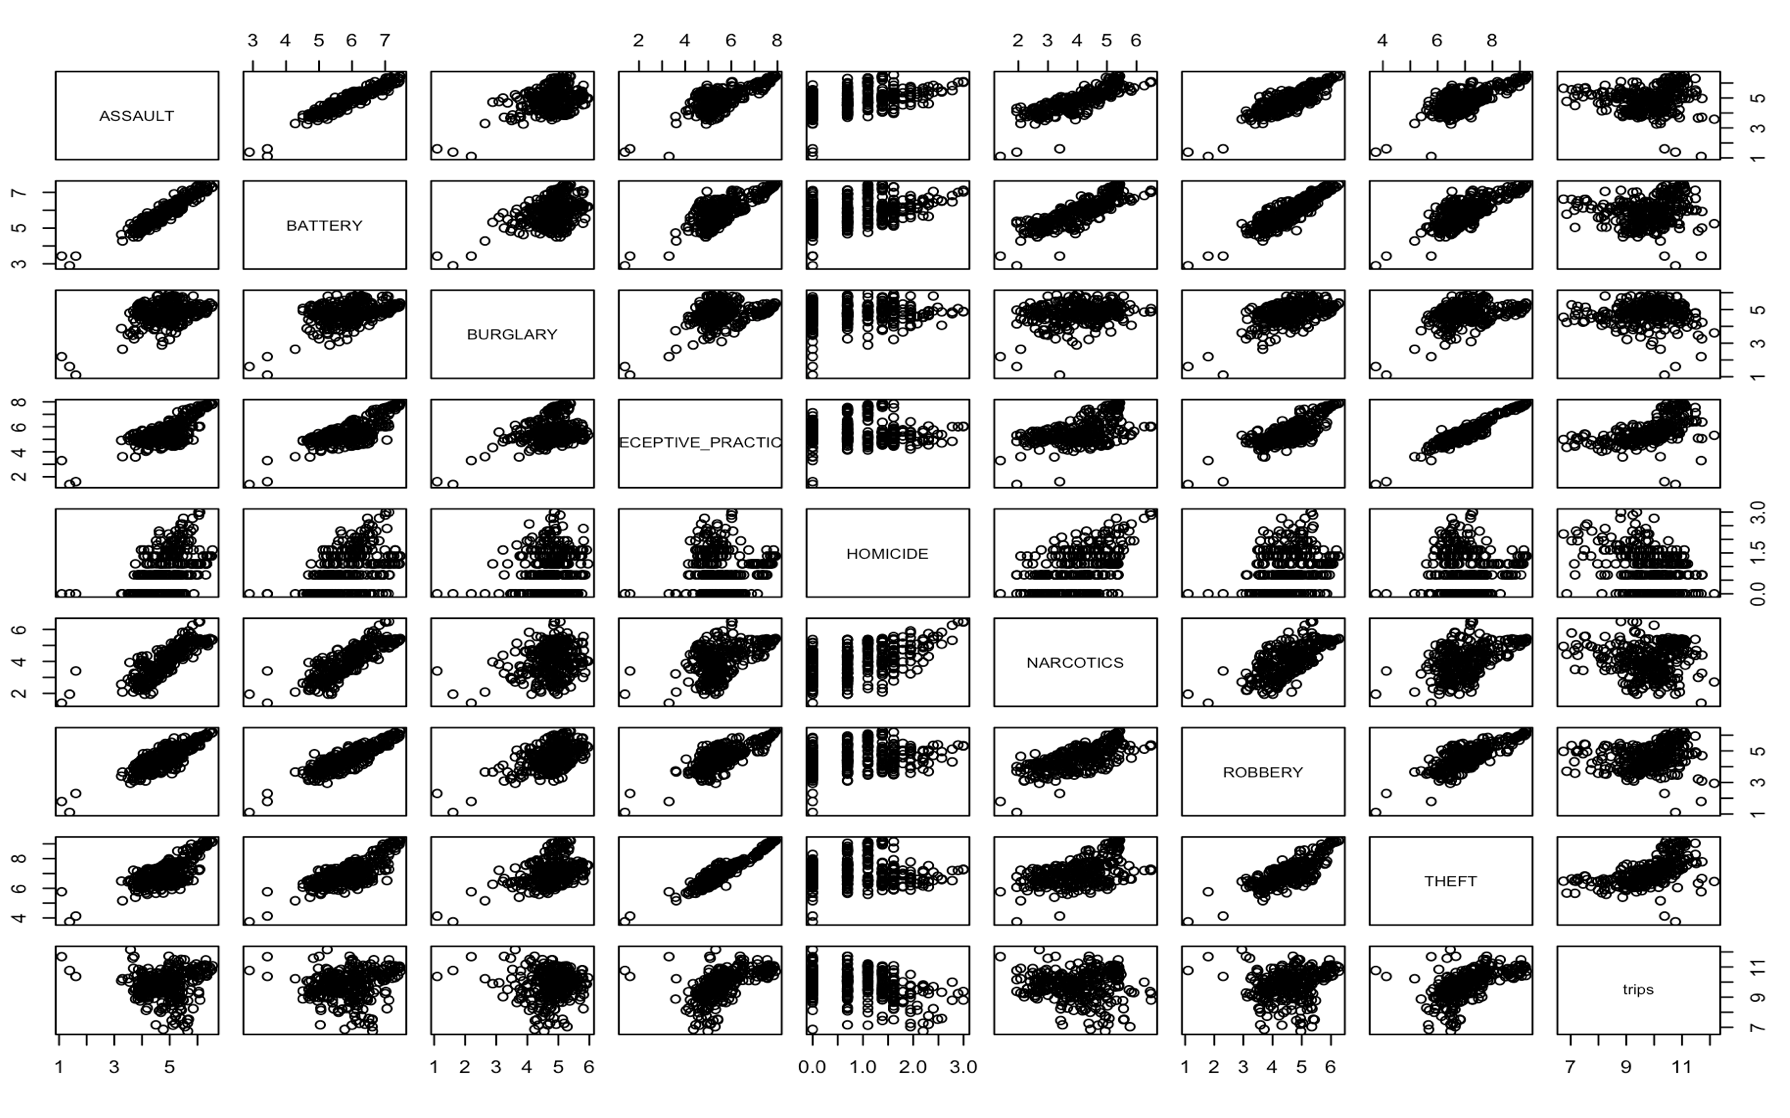 3 4 5 6 7 2 4 6 8 2 3 4 5 6 4 6 8
ASSAULT 1 3 5
3 5 7 BATTERY
BURGLARY 1 3 5
2 4 6 8 ECEPTIVE_PRACTIC
HOMICIDE 0.0 1.5 3.0
2 4 6 NARCOTICS
ROBBERY 1 3 5
4 6 8 THEFT
trips 7 9 11
1 3 5 1 2 3 4 5 6 0.0 1.0 2.0 3.0 1 2 3 4 5 6 7 9 11